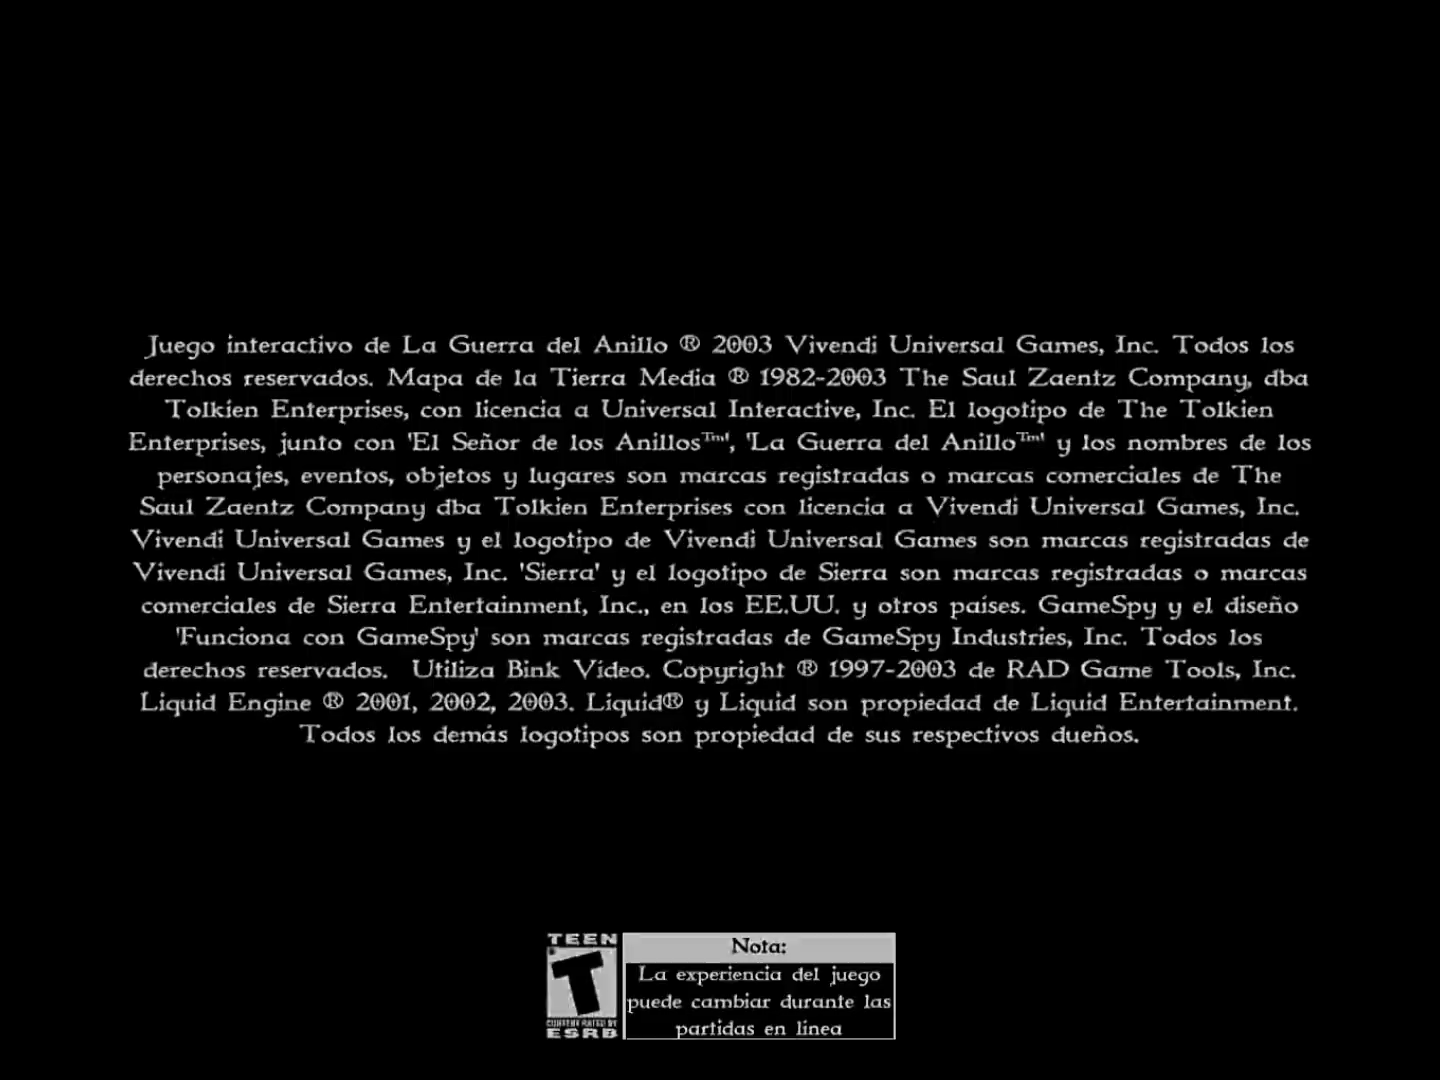 Juego interactivo de La Guerra del Anillo ® 2003 Vivendi Universal Games, Inc. Todos los
derechos reservados. Mapa de la Tierra Media ® 1982-2003 The Saul Zaentz Company, dba
Tolkien Enterprises, con licencia a Universal Interactive, Inc. El logotipo de The Tolkien
Enterprises, junto con 'El Señor de los Anillos™', 'La Guerra del Anillo™' y los nombres de los
personajes, eventos, objetos y lugares son marcas registradas o marcas comerciales de The
Saul Zaentz Company dba Tolkien Enterprises con licencia a Vivendi Universal Games, Inc.
Vivendi Universal Games y el logotipo de Vivendi Universal Games son marcas registradas de
Vivendi Universal Games, Inc. 'Sierra' y el logotipo de Sierra son marcas registradas o marcas
comerciales de Sierra Entertainment, Inc., en los EE.UU. y otros países. GameSpy y el diseño
'Funciona con GameSpy' son marcas registradas de GameSpy Industries, Inc. Todos los
derechos reservados.  Utiliza Bink Vídeo. Copyright ® 1997-2003 de RAD Game Tools, Inc.
Liquid Engine ® 2001, 2002, 2003. Liquid® y Liquid son propiedad de Liquid Entertainment.
Todos los demás logotipos son propiedad de sus respectivos dueños.
TEEN
T
CONTENT RATED BY
ESRB
Nota:
La experiencia del juego
puede cambiar durante las
partidas en línea